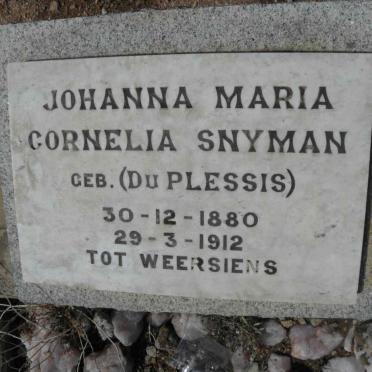 JOHANNA MARIA
CORNELIA SNYMAN
GEB. (DU PLESSIS)
30-12-1880
29-3-1912
TOT WEERSIENS